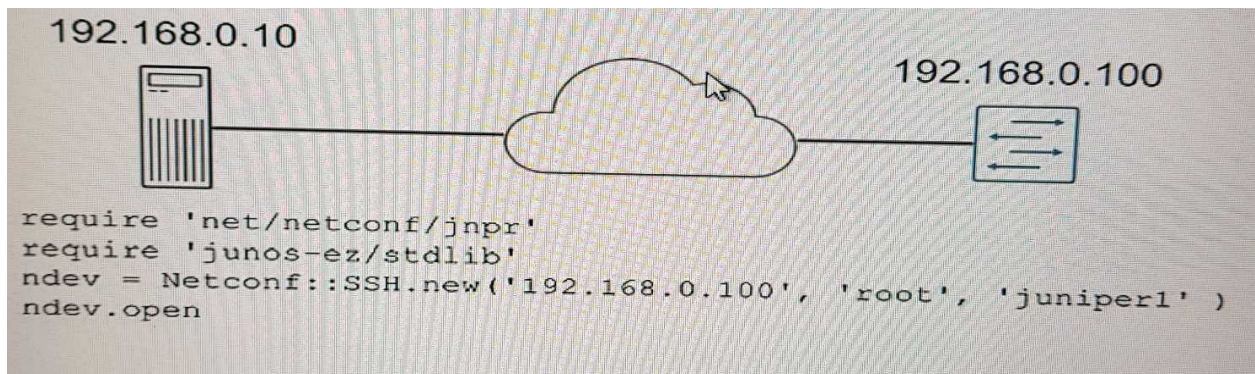 192.168.0.10
192.168.0.100
require 'net/netconf/jnpr'
require 'junos-ez/stdlib'
ndev = Netconf::SSH.new('192.168.0.100', 'root', 'juniper1' )
ndev.open